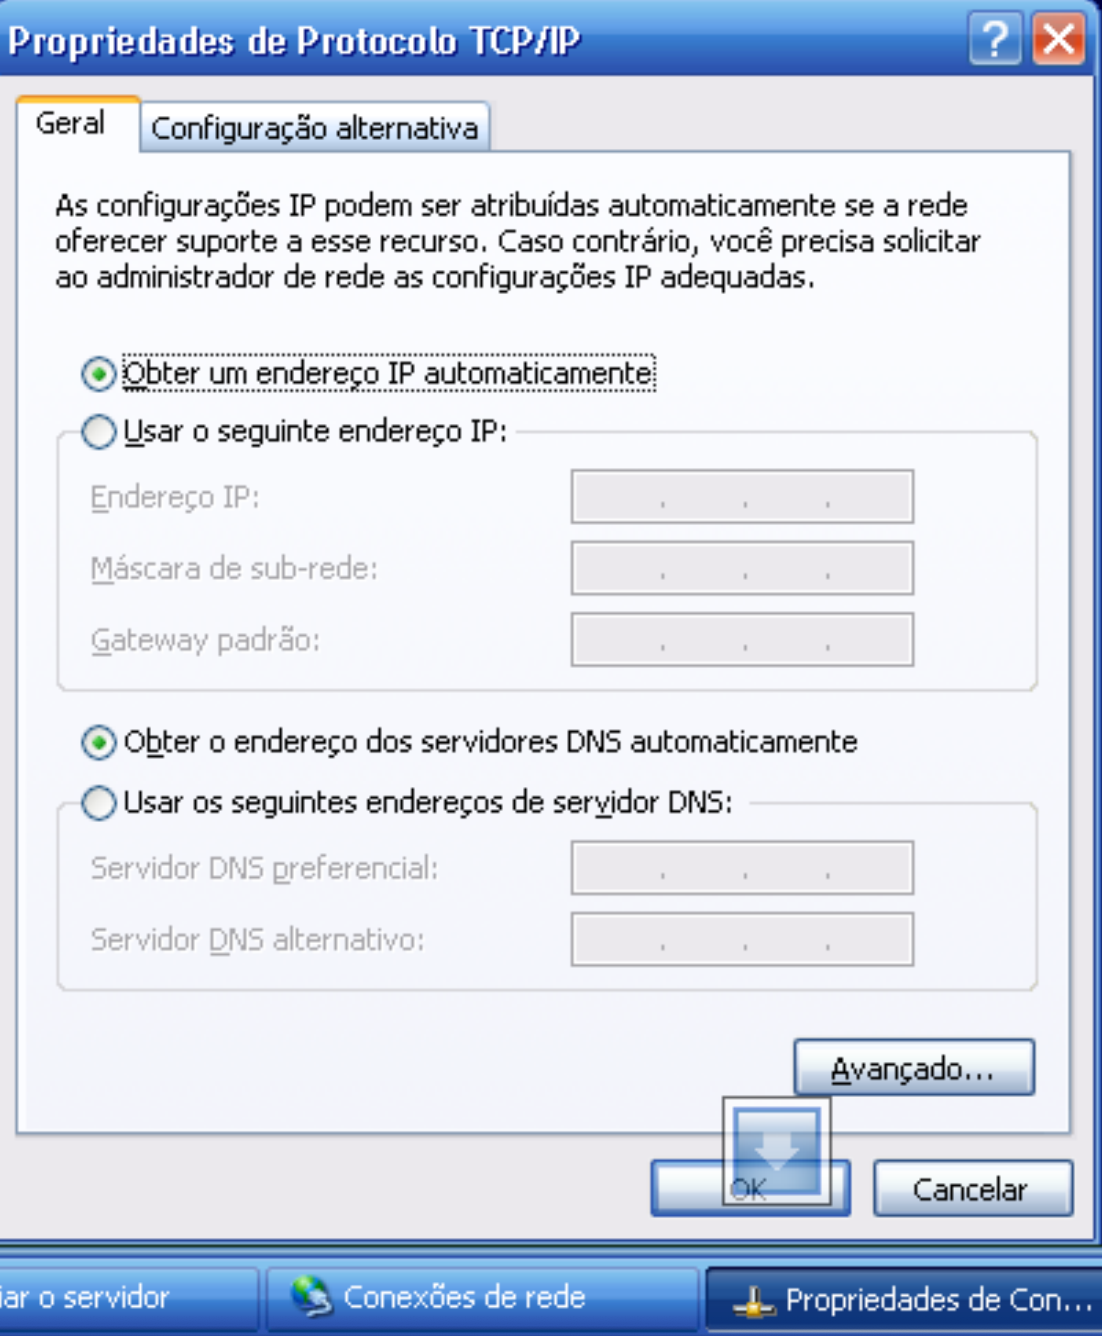 Propriedades de Protocolo TCP/IP
Geral
Configuração alternativa
As configurações IP podem ser atribuídas automaticamente se a rede
oferecer suporte a esse recurso. Caso contrário, você precisa solicitar
ao administrador de rede as configurações IP adequadas.
Obter um endereço IP automaticamente
Usar o seguinte endereço IP:
Endereço IP:
Máscara de sub-rede:
Gateway padrão:
Obter o endereço dos servidores DNS automaticamente
Usar os seguintes endereços de servidor DNS:
Servidor DNS preferencial:
Servidor DNS alternativo:
Avançado...
OK
Cancelar
iar o servidor
Conexões de rede
Propriedades de Con...